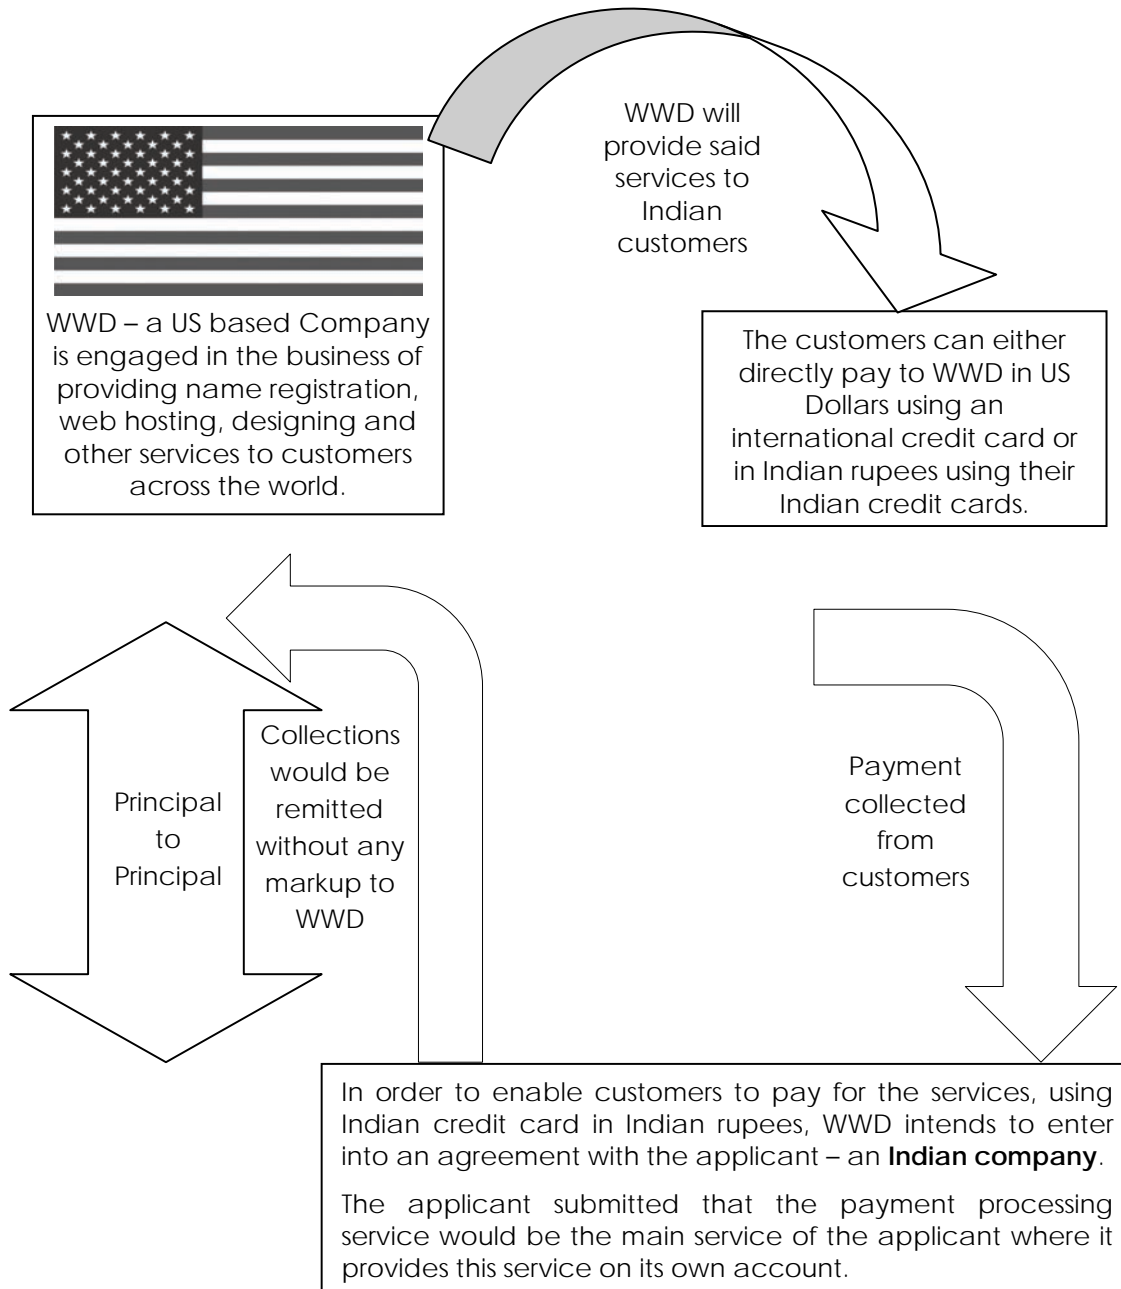 WWD will
provide said
services to
Indian
customers
WWD – a US based Company
is engaged in the business of
providing name registration,
web hosting, designing and
other services to customers
across the world.
The customers can either
directly pay to WWD in US
Dollars using an
international credit card or
in Indian rupees using their
Indian credit cards.
Principal
to
Principal
Collections
would be
remitted
without any
markup to
WWD
Payment
collected
from
customers
In order to enable customers to pay for the services, using
Indian credit card in Indian rupees, WWD intends to enter
into an agreement with the applicant – an Indian company.
The applicant submitted that the payment processing
service would be the main service of the applicant where it
provides this service on its own account.